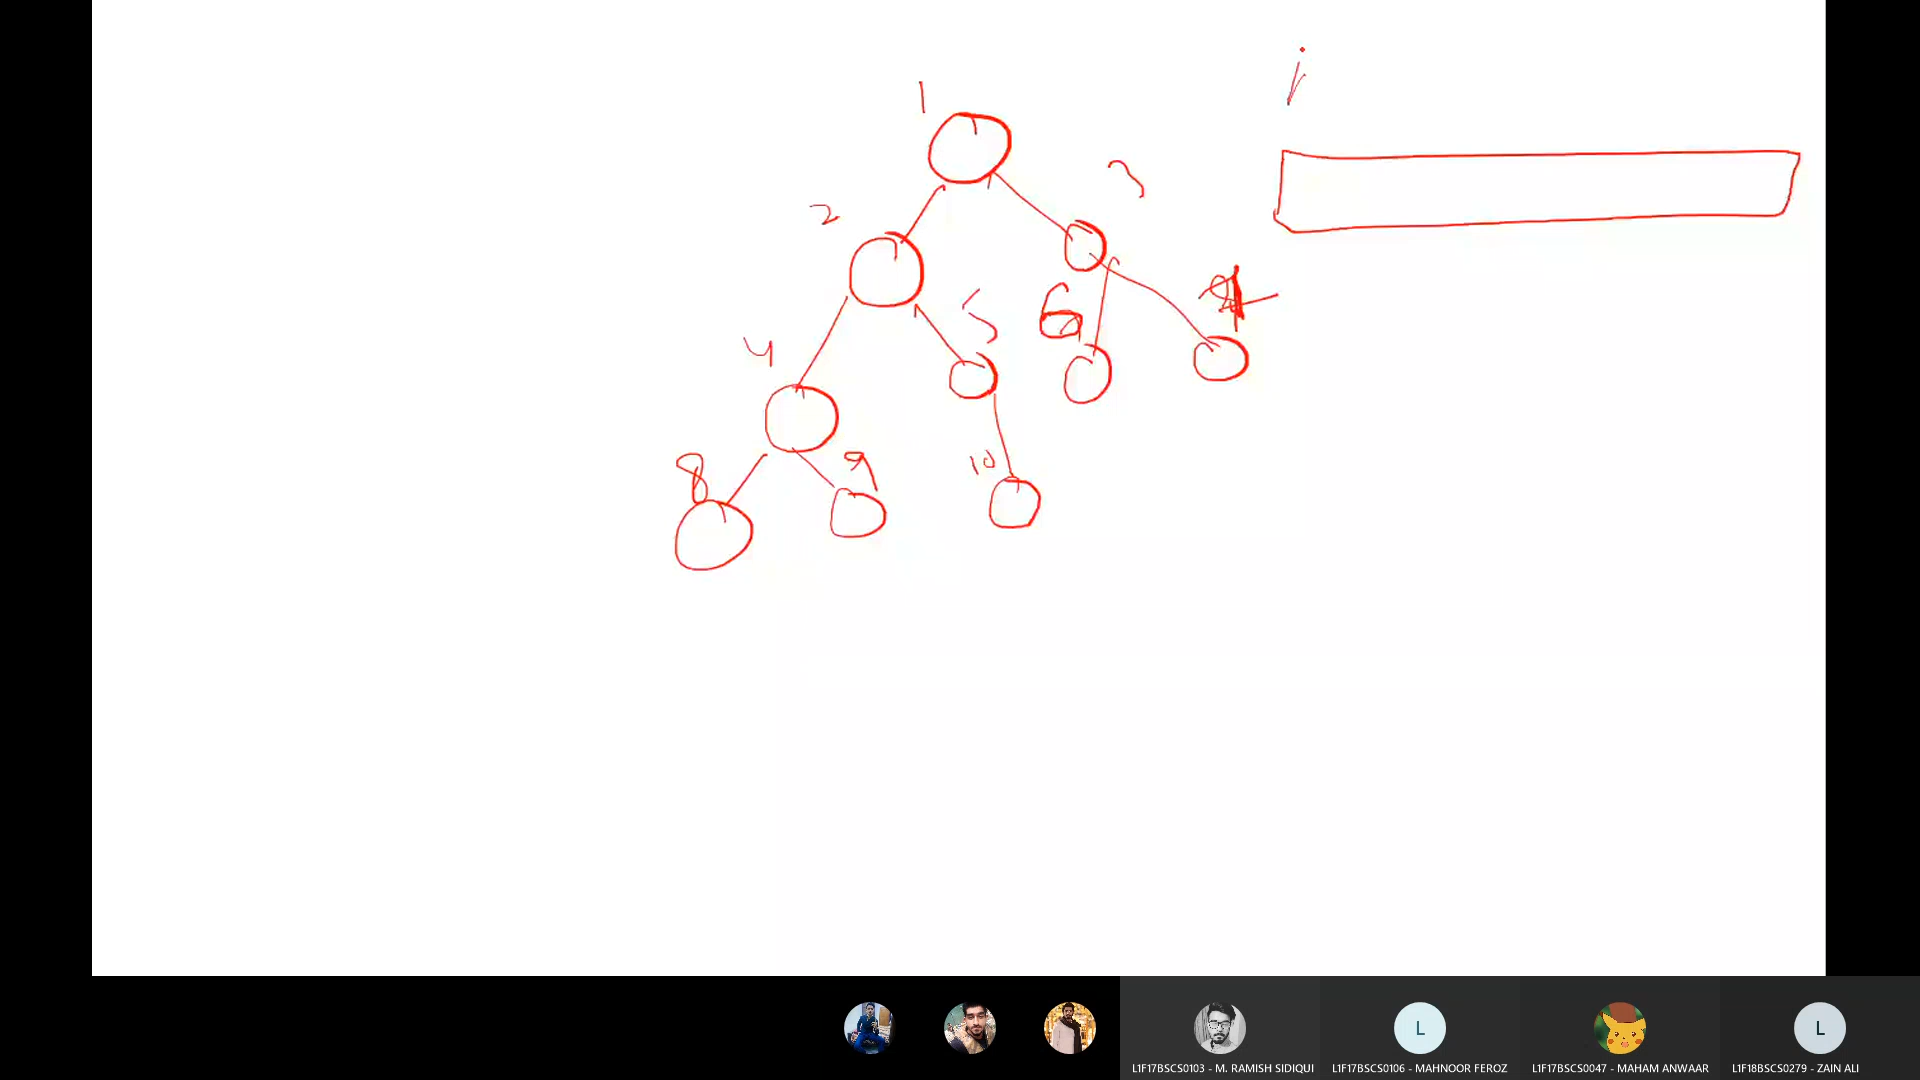 1
2
3
4
5
6
8
9
10
L
L
L1F17BSCS0103 - M. RAMISH SIDIQUI
L1F17BSCS0106 - MAHNOOR FEROZ
L1F17BSCS0047 - MAHAM ANWAAR
L1F18BSCS0279 - ZAIN ALI